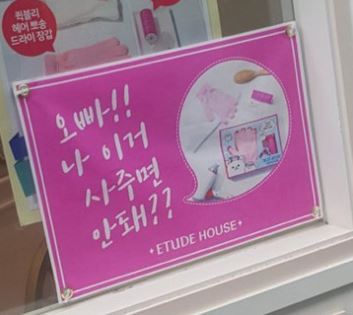 퀵블리
헤어 뽀송
드라이 장갑
오빠!!
나 이거
사주면
안돼??
ETUDE HOUSE